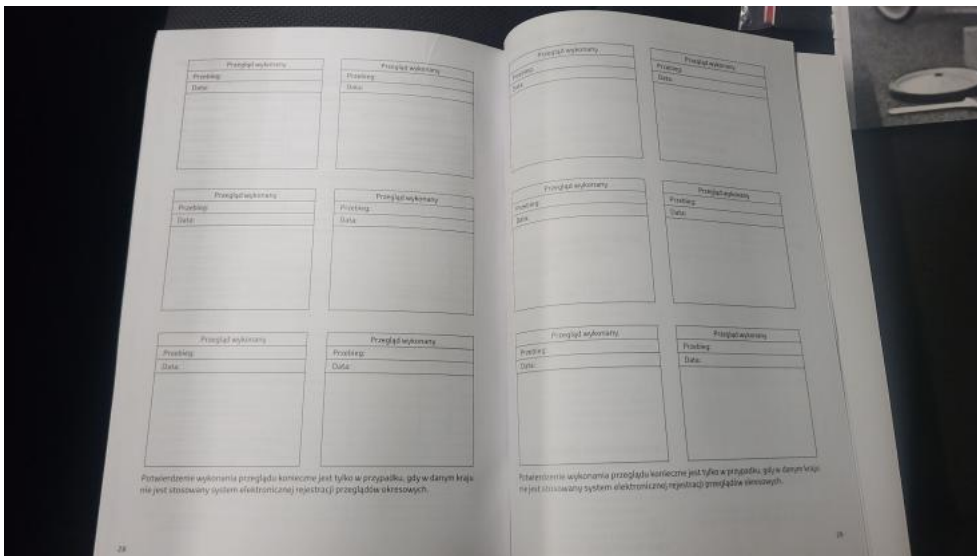 Przegląd wykonany
Przebieg:
Data:
Przegląd wykonany
Przebieg:
Data:
Przegląd wykonany
Przebieg:
Data:
Przegląd wykonany
Przebieg:
Data:
Przegląd wykonany
Przebieg:
Data:
Przegląd wykonany
Przebieg:
Data:
Potwierdzenie wykonania przeglądu konieczne jest tylko w przypadku, gdy w danym kraju
nie jest stosowany system elektronicznej rejestracji przeglądów okresowych.
28
Przegląd wykonany
Przebieg:
Data:
Przegląd wykonany
Przebieg:
Data:
Przegląd wykonany
Przebieg:
Data:
Przegląd wykonany
Przebieg:
Data:
Przegląd wykonany
Przebieg:
Data:
Przegląd wykonany
Przebieg:
Data:
Potwierdzenie wykonania przeglądu konieczne jest tylko w przypadku, gdy w danym kraju
nie jest stosowany system elektronicznej rejestracji przeglądów okresowych.